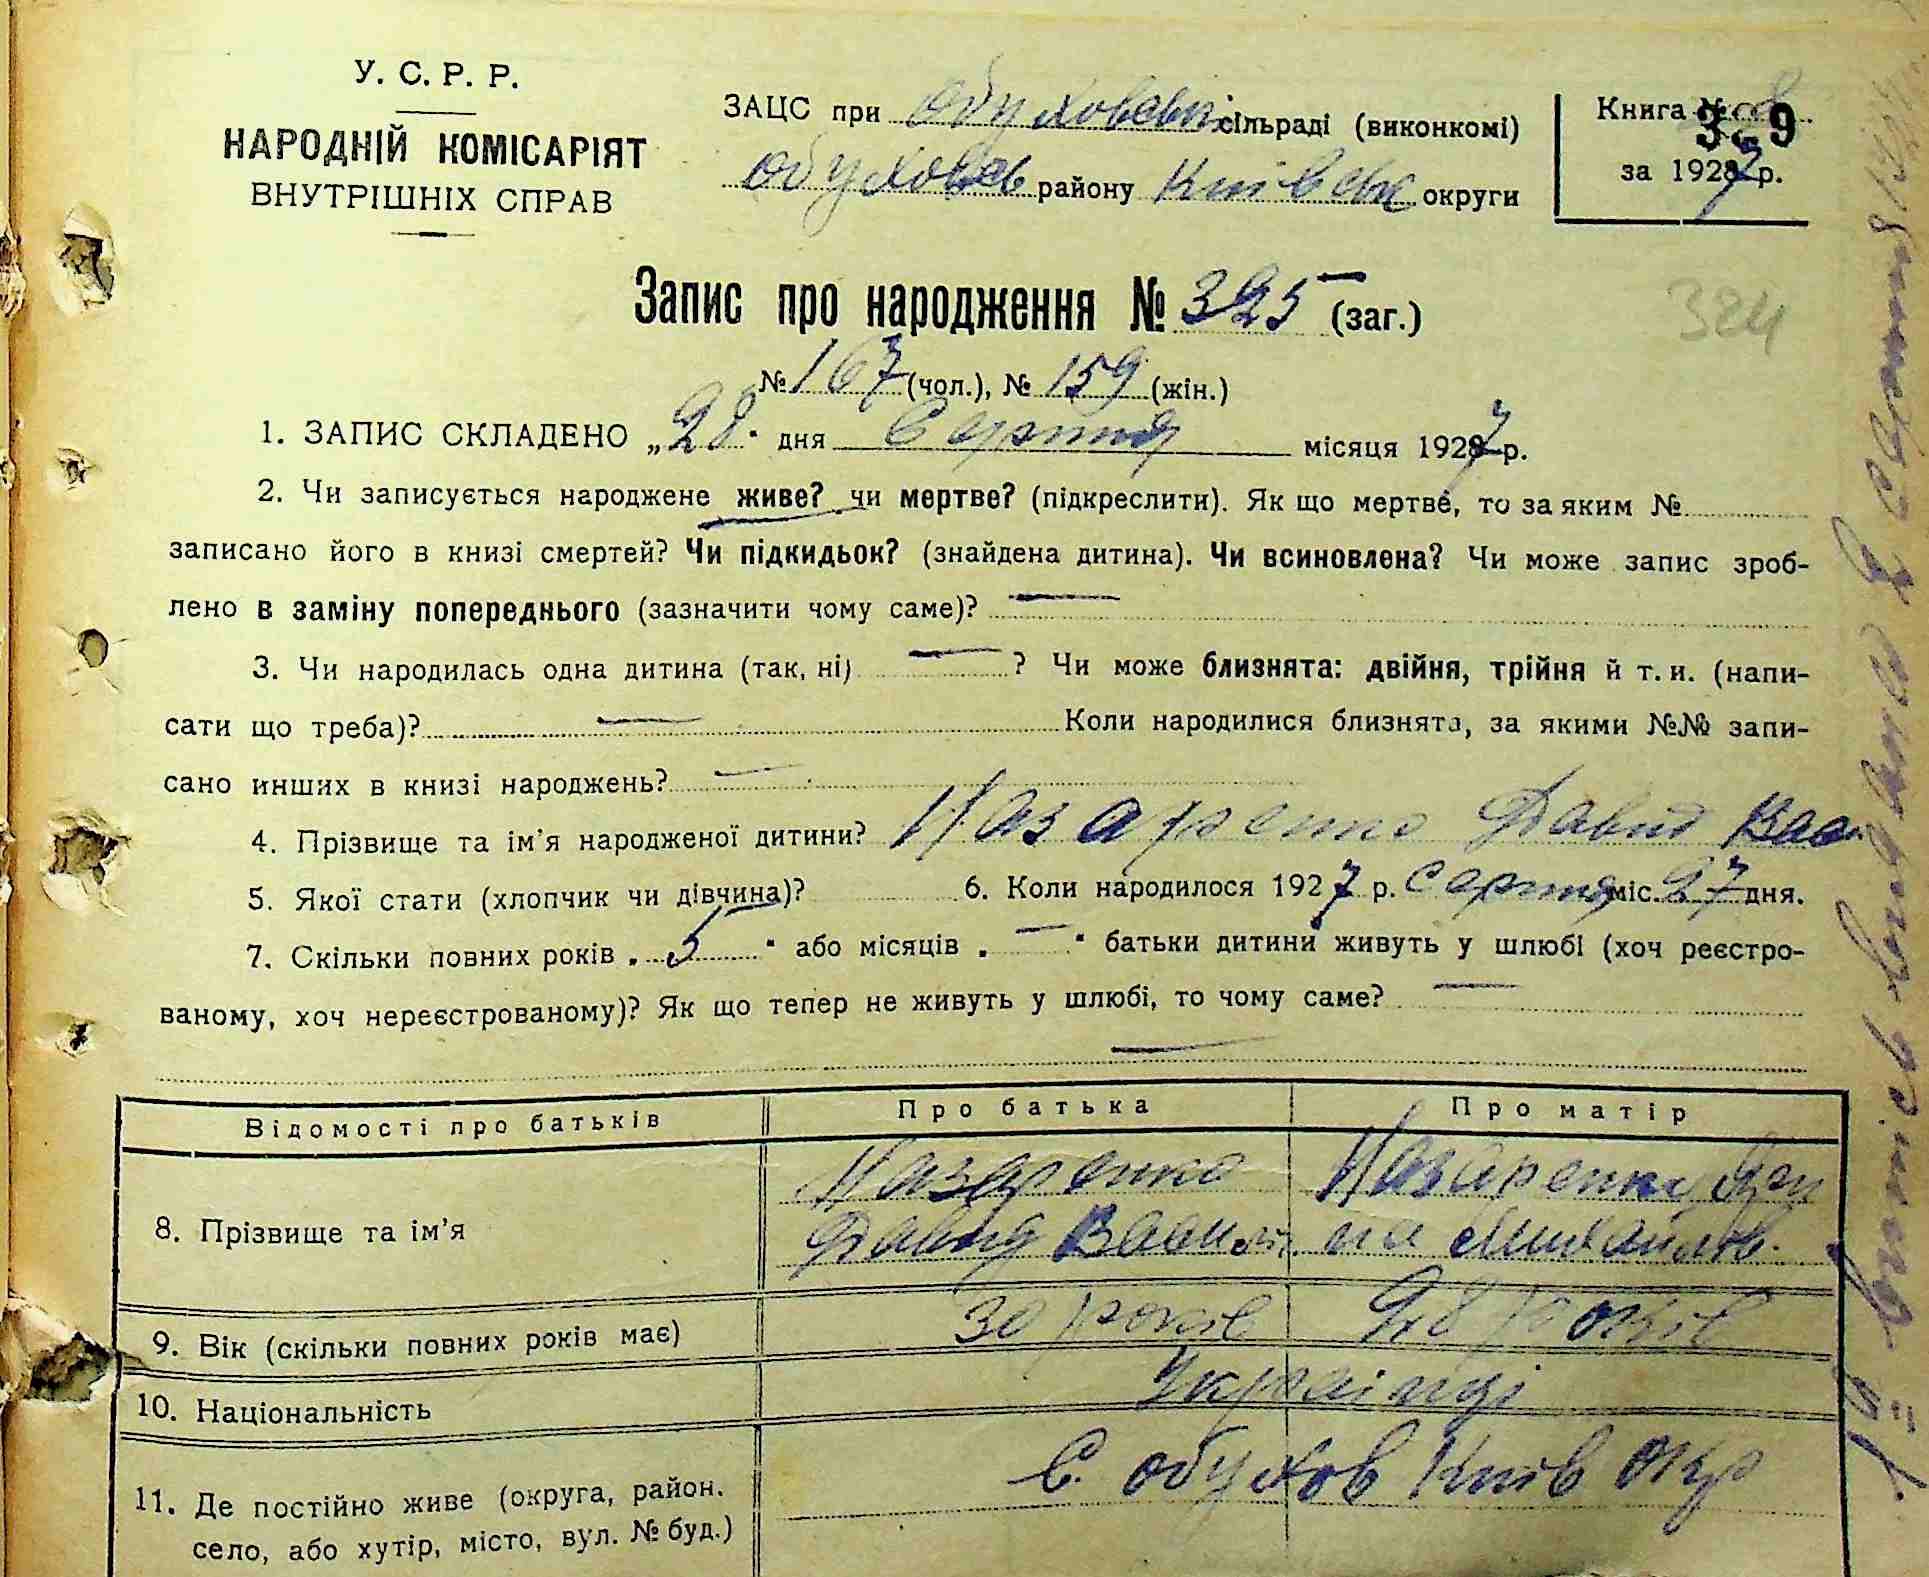 У. С. Р. Р.
НАРОДНІЙ КОМІСАРІЯТ
ВНУТРІШНІХ СПРАВ
ЗАЦС при Обуховськ сільраді (виконкомі)
Обуховськ району Київськ округи
Книга №
за 1927 р.
Запис про народження № 325 (заг.)
324
№ 167 (чол.), № 159 (жін.)
1. ЗАПИС СКЛАДЕНО „28" дня Серпня місяця 1927 р.
2. Чи записується народжене живе? чи мертве? (підкреслити). Як що мертве, то за яким №
записано його в книзі смертей? Чи підкидьок? (знайдена дитина). Чи всиновлена? Чи може запис зроб-
лено в заміну попереднього (зазначити чому саме)? —
3. Чи народилась одна дитина (так, ні) — ? Чи може близнята: двійня, трійня й т. и. (напи-
сати що треба)? — Коли народилися близнята, за якими №№ запи-
сано инших в книзі народжень? —
4. Прізвище та ім'я народженої дитини? Назаренко Давид Вас
5. Якої стати (хлопчик чи дівчина)? 6. Коли народилося 1927 р. Серпня міс. 27 дня.
7. Скільки повних років „5" або місяців „—" батьки дитини живуть у шлюбі (хоч реєстро-
ваному, хоч нереєстрованому)? Як що тепер не живуть у шлюбі, то чому саме? —
—
Відомості про батьків Про батька Про матір
8. Прізвище та ім'я
Назаренко
Давид Васил.
Назаренко
на Михайлов.
9. Вік (скільки повних років має) 30 років 28 років
10. Національність Українці
11. Де постійно живе (округа, район, село, або хутір, місто, вул. № буд.)
С. Обухов Київ Окр